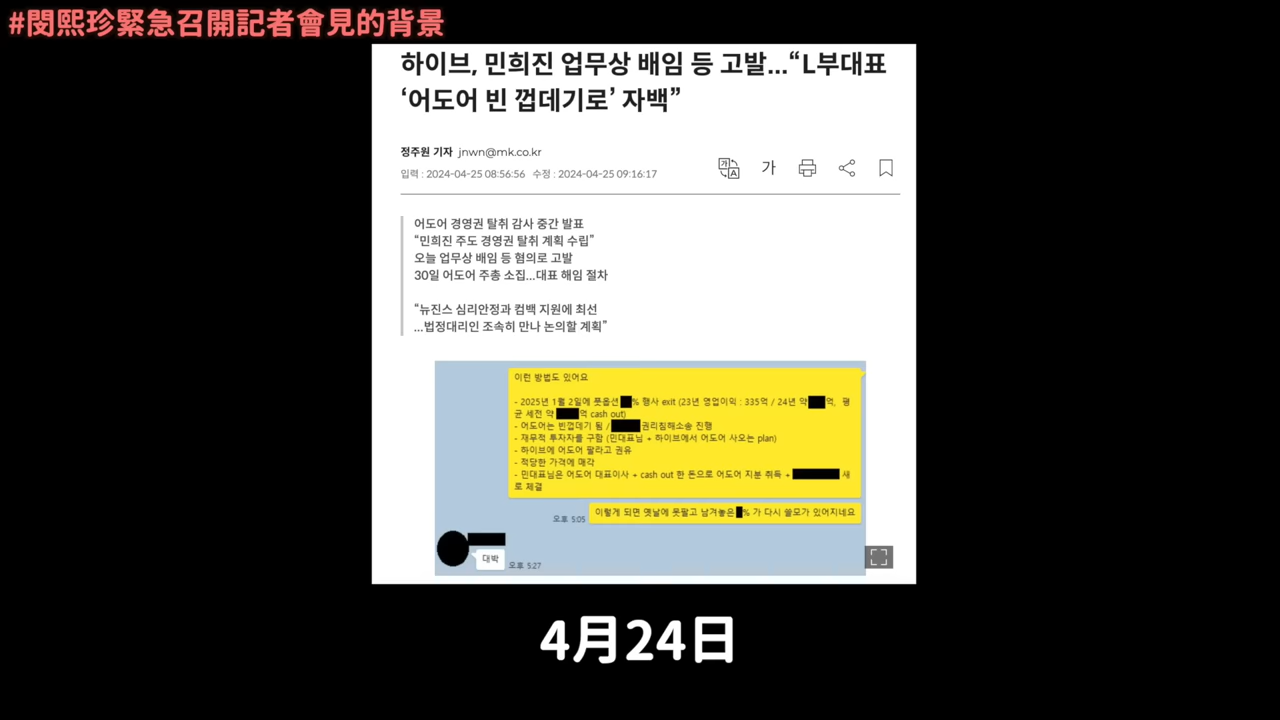 #閔熙珍緊急召開記者會見的背景
하이브, 민희진 업무상 배임 등 고발…“L부대표
‘어도어 빈 껍데기로’ 자백”
정주원 기자 jnwn@mk.co.kr
입력 : 2024-04-25 08:56:56 수정 : 2024-04-25 09:16:17
가
A
가
어도어 경영권 탈취 감사 중간 발표
“민희진 주도 경영권 탈취 계획 수립”
오늘 업무상 배임 등 혐의로 고발
30일 어도어 주총 소집…대표 해임 절차
“뉴진스 심리안정과 컴백 지원에 최선
…법정대리인 조속히 만나 논의할 계획”
이런 방법도 있어요
- 2025년 1월 2일에 풋옵션 % 행사 exit (23년 영업이익 : 335억 / 24년 약 억, 평
균 세전 약 억 cash out)
- 어도어는 빈껍데기 됨 / 권리침해소송 진행
- 재무적 투자자를 구함 (민대표님 + 하이브에서 어도어 사오는 plan)
- 하이브에 어도어 팔라고 권유
- 적당한 가격에 매각
- 민대표님은 어도어 대표이사 + cash out 한 돈으로 어도어 지분 취득 + 새
로 체결
이렇게 되면 옛날에 못팔고 남겨놓은 % 가 다시 쓸모가 있어지네요
오후 5:05
대박
오후 5:27
4月24日